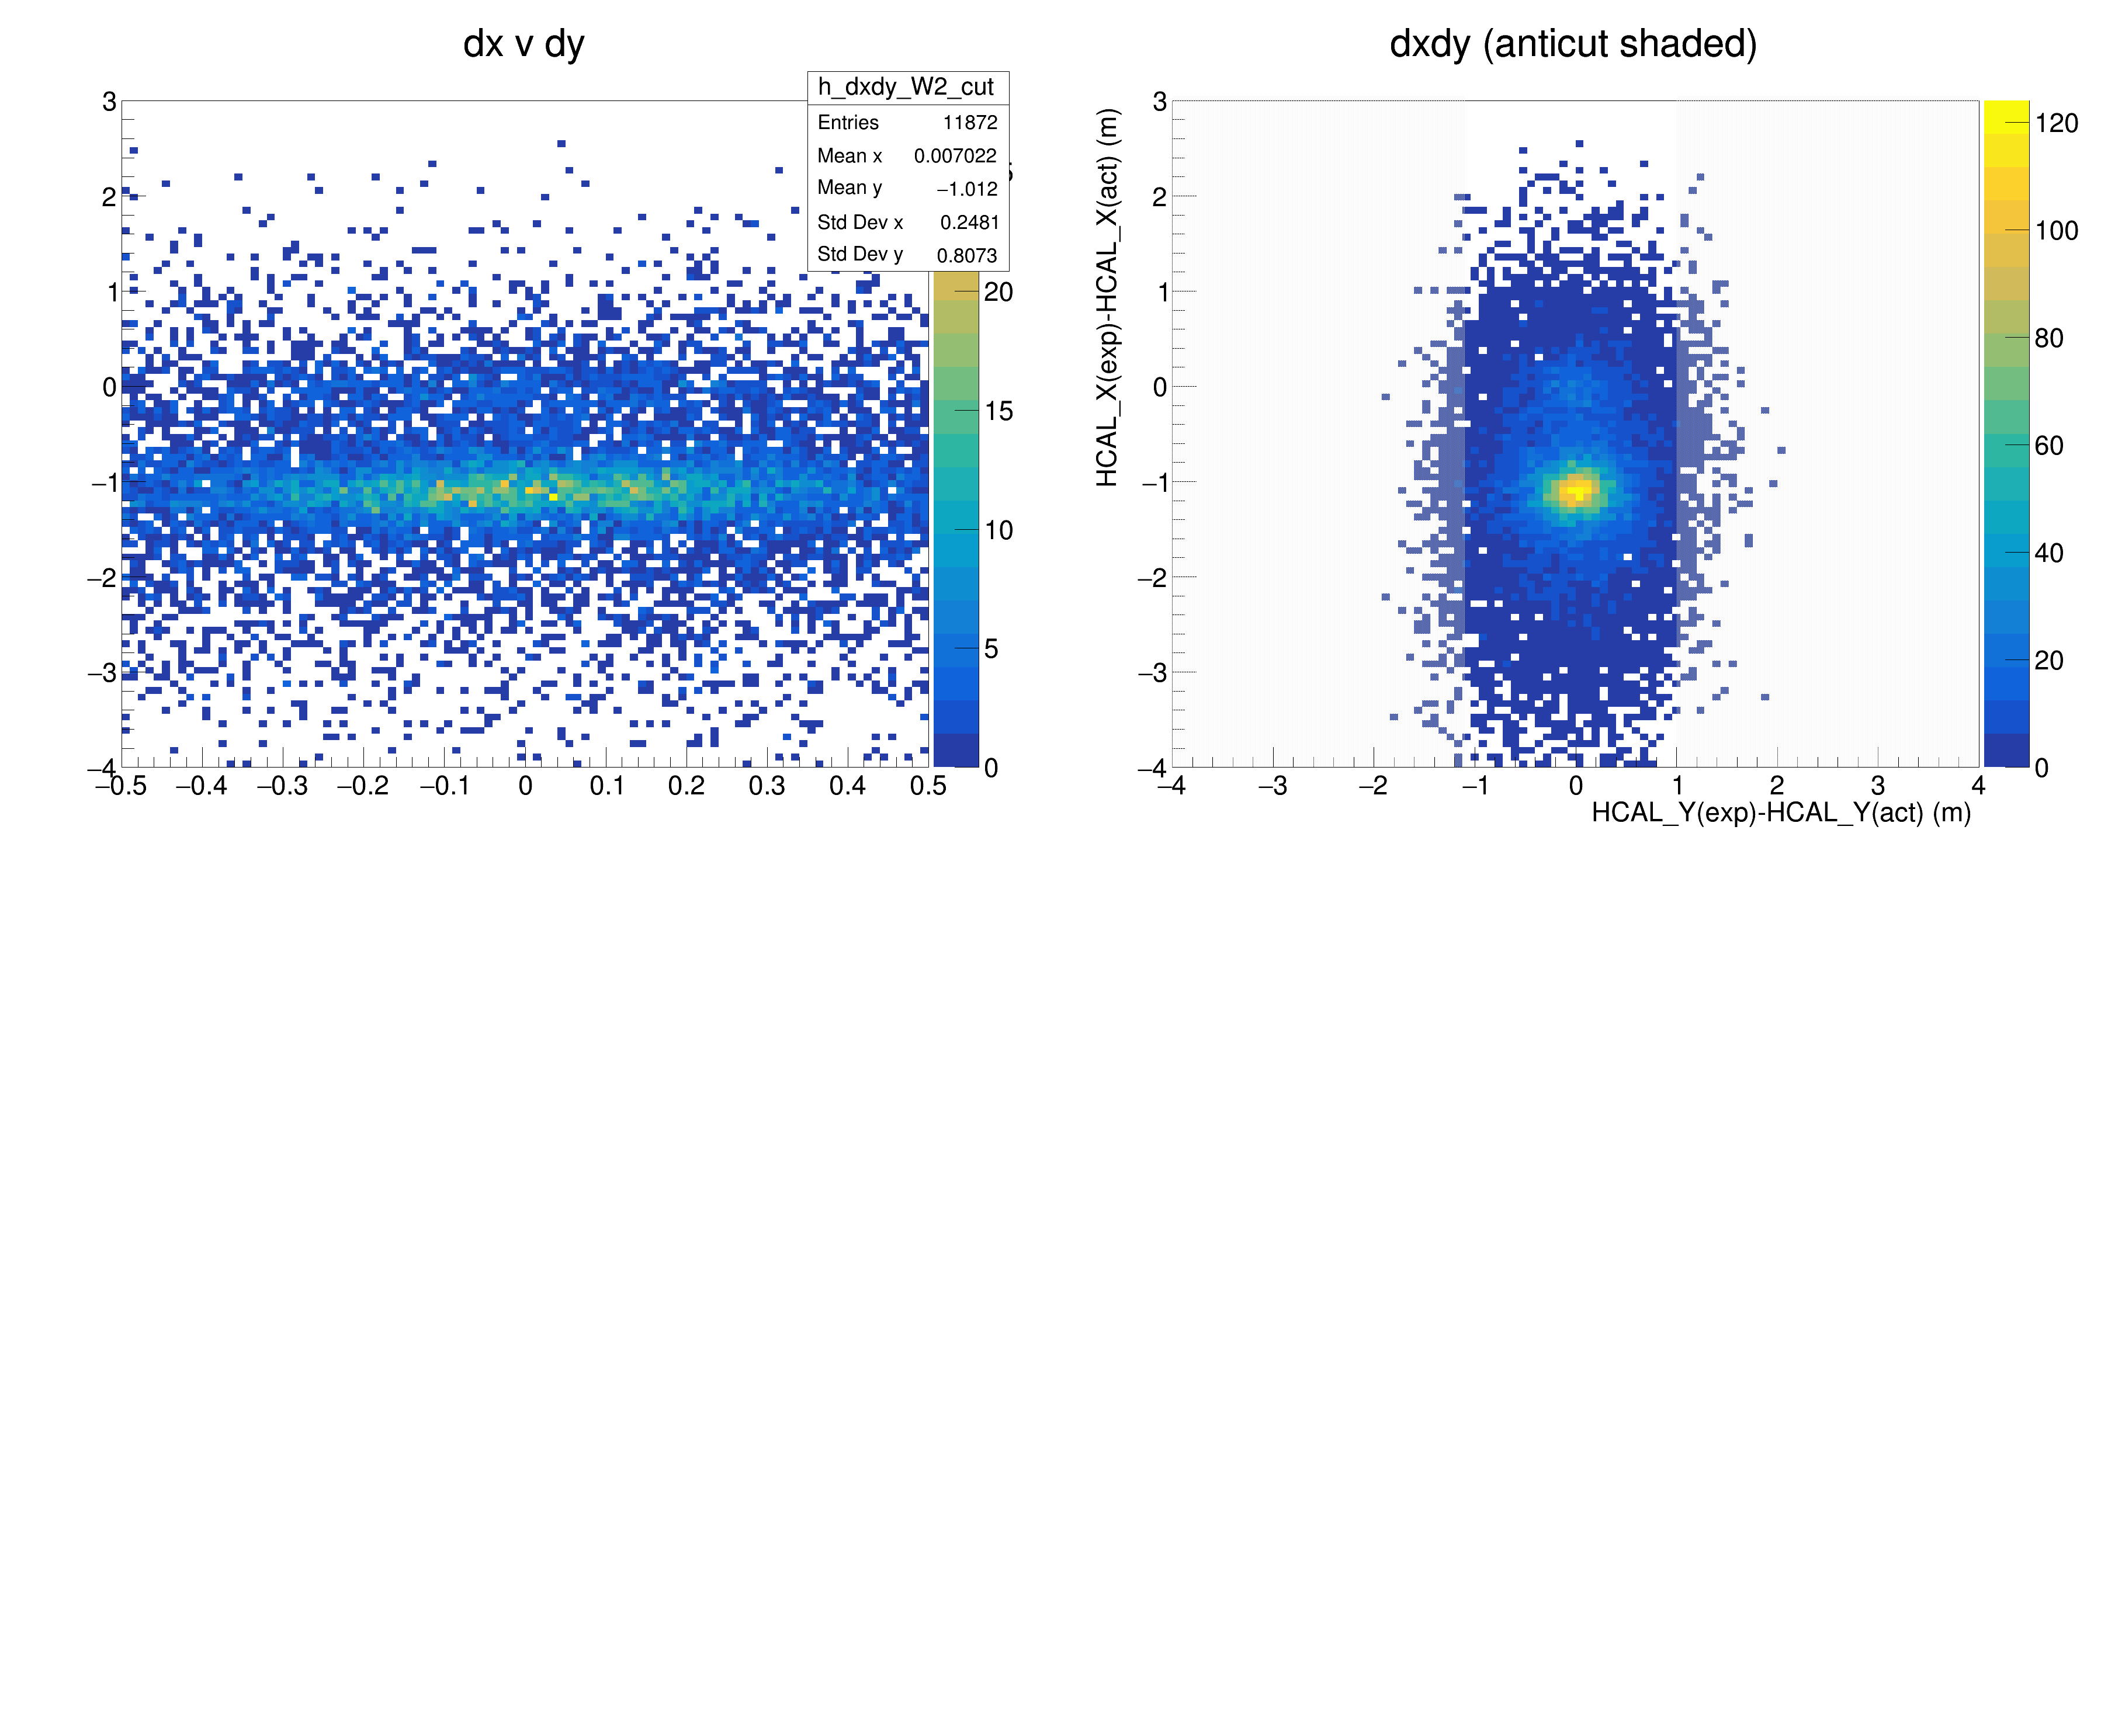 dx v dy
h_dxdy_W2_cut
Entries 11872
Mean x 0.007022
Mean y −1.012
Std Dev x 0.2481
Std Dev y 0.8073
3
2
1
0
−1
−2
−3
−4
−0.5 −0.4 −0.3 −0.2 −0.1 0 0.1 0.2 0.3 0.4 0.5
20
15
10
5
0
dxdy (anticut shaded)
HCAL_X(exp)-HCAL_X(act) (m)
3
2
1
0
−1
−2
−3
−4
−4 −3 −2 −1 0 1 2 3 4
HCAL_Y(exp)-HCAL_Y(act) (m)
120
100
80
60
40
20
0